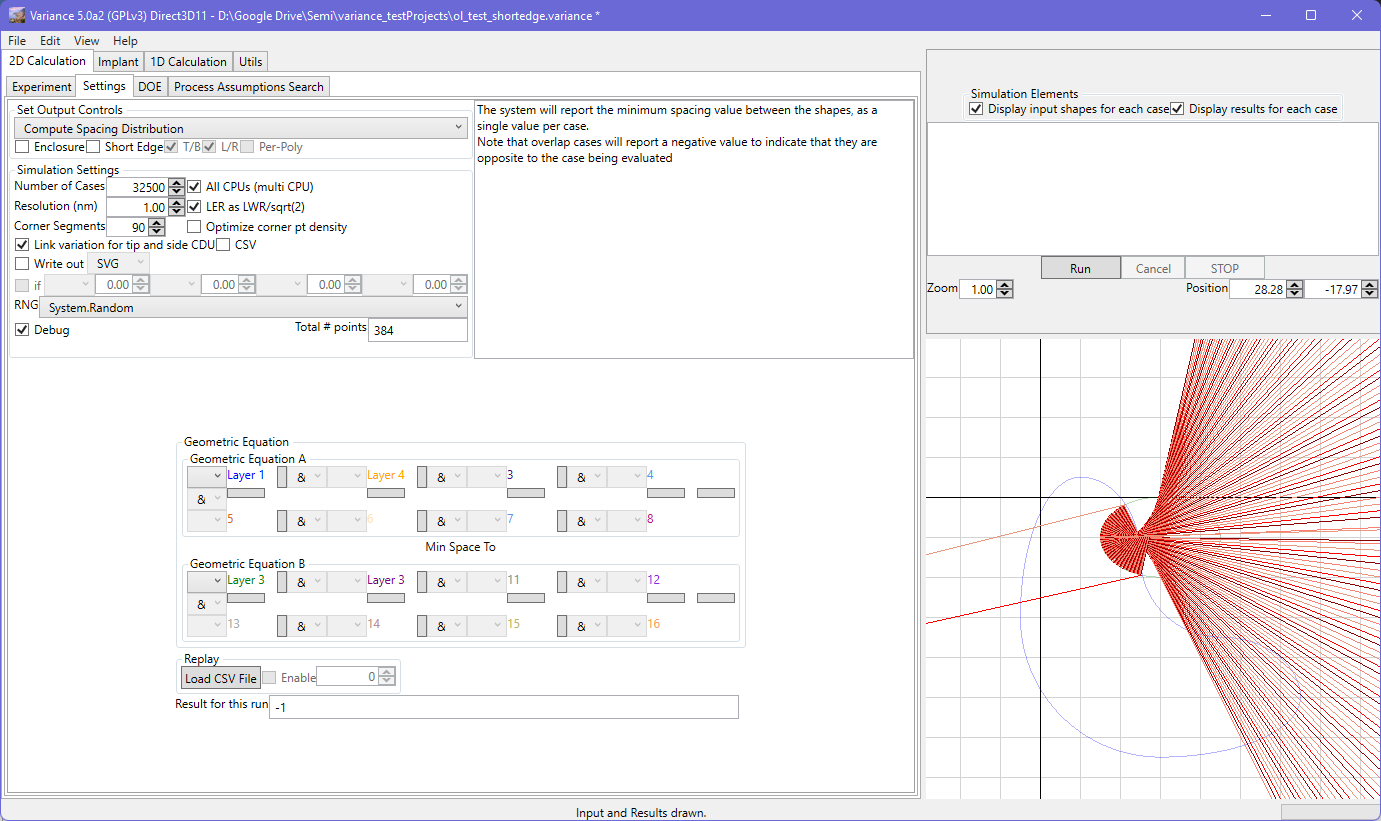 Variance 5.0a2 (GPLv3) Direct3D11 - D:\Google Drive\Semi\variance_testProjects\ol_test_shortedge.variance *
File Edit View Help
2D Calculation Implant 1D Calculation Utils
Experiment Settings DOE Process Assumptions Search
Set Output Controls
Compute Spacing Distribution
Enclosure Short Edge T/B L/R Per-Poly
Simulation Settings
Number of Cases 32500 All CPUs (multi CPU)
Resolution (nm) 1.00 LER as LWR/sqrt(2)
Corner Segments 90 Optimize corner pt density
Link variation for tip and side CDU CSV
Write out SVG
if 0.00 0.00 0.00 0.00
RNG System.Random
Debug Total # points 384
The system will report the minimum spacing value between the shapes, as a
single value per case.
Note that overlap cases will report a negative value to indicate that they are
opposite to the case being evaluated
Geometric Equation
Geometric Equation A
Layer 1 & Layer 4 & 3 & 4
&
5 & 6 & 7 & 8
Min Space To
Geometric Equation B
Layer 3 & Layer 3 & 11 & 12
&
13 & 14 & 15 & 16
Replay
Load CSV File Enable 0
Result for this run -1
Simulation Elements
Display input shapes for each case Display results for each case
Run Cancel STOP
Zoom 1.00 Position 28.28 -17.97
Input and Results drawn.